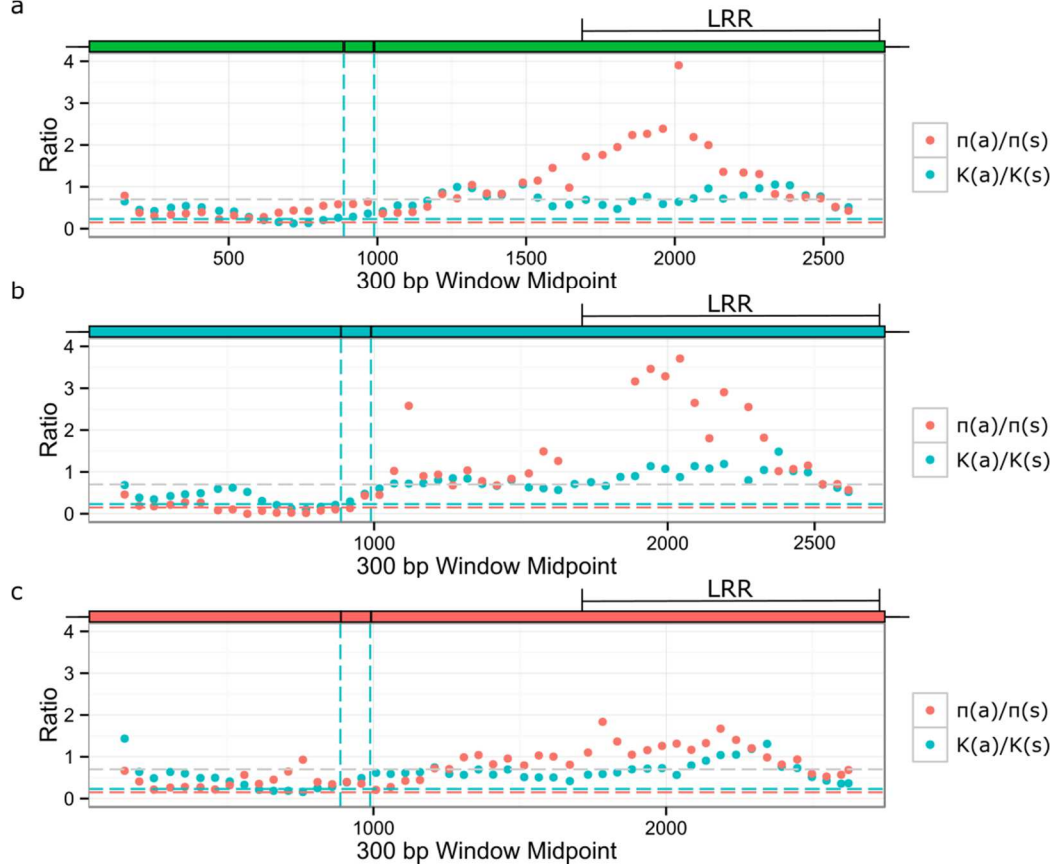 a
LRR
4
3
2
1
0
Ratio
500
1000
1500
2000
2500
300 bp Window Midpoint
π(a)/π(s)
K(a)/K(s)
b
LRR
4
3
2
1
0
Ratio
1000
2000
2500
300 bp Window Midpoint
π(a)/π(s)
K(a)/K(s)
c
LRR
4
3
2
1
0
Ratio
1000
2000
300 bp Window Midpoint
π(a)/π(s)
K(a)/K(s)